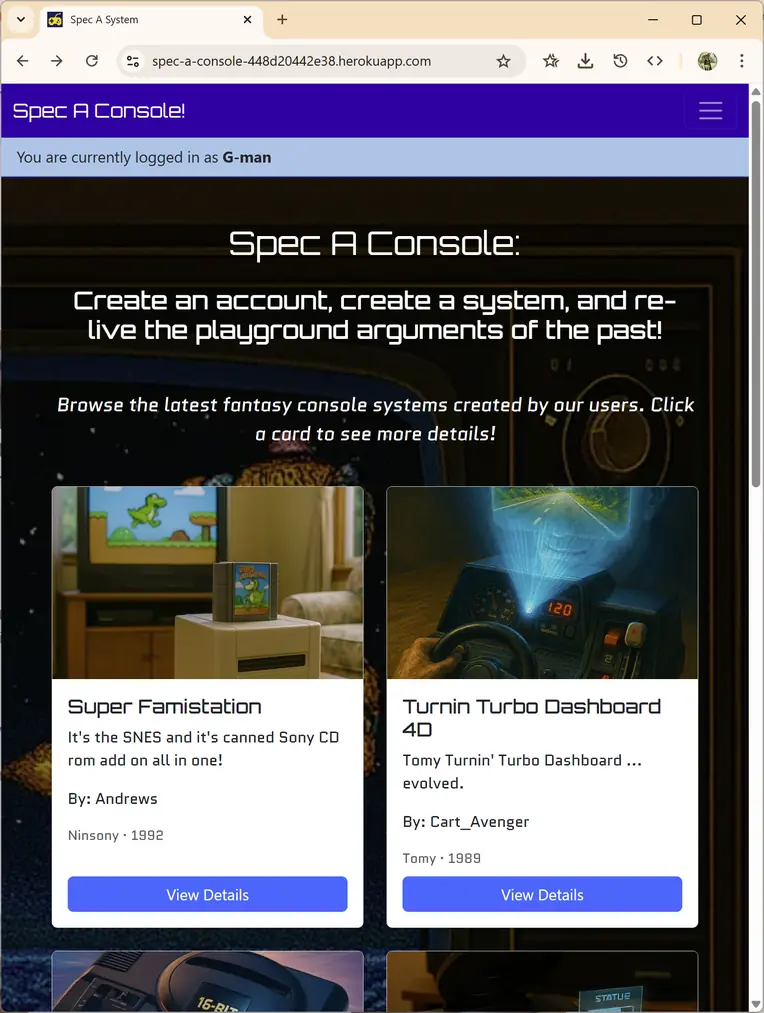 Spec A System
spec-a-console-448d20442e38.herokuapp.com
Spec A Console!
You are currently logged in as G-man
Spec A Console:
Create an account, create a system, and re-
live the playground arguments of the past!
Browse the latest fantasy console systems created by our users. Click
a card to see more details!
120
Super Famistation
It's the SNES and it's canned Sony CD
rom add on all in one!
By: Andrews
Ninsony · 1992
View Details
Turnin Turbo Dashboard
4D
Tomy Turnin' Turbo Dashboard ...
evolved.
By: Cart_Avenger
Tomy · 1989
View Details
16-BIT
STATUE